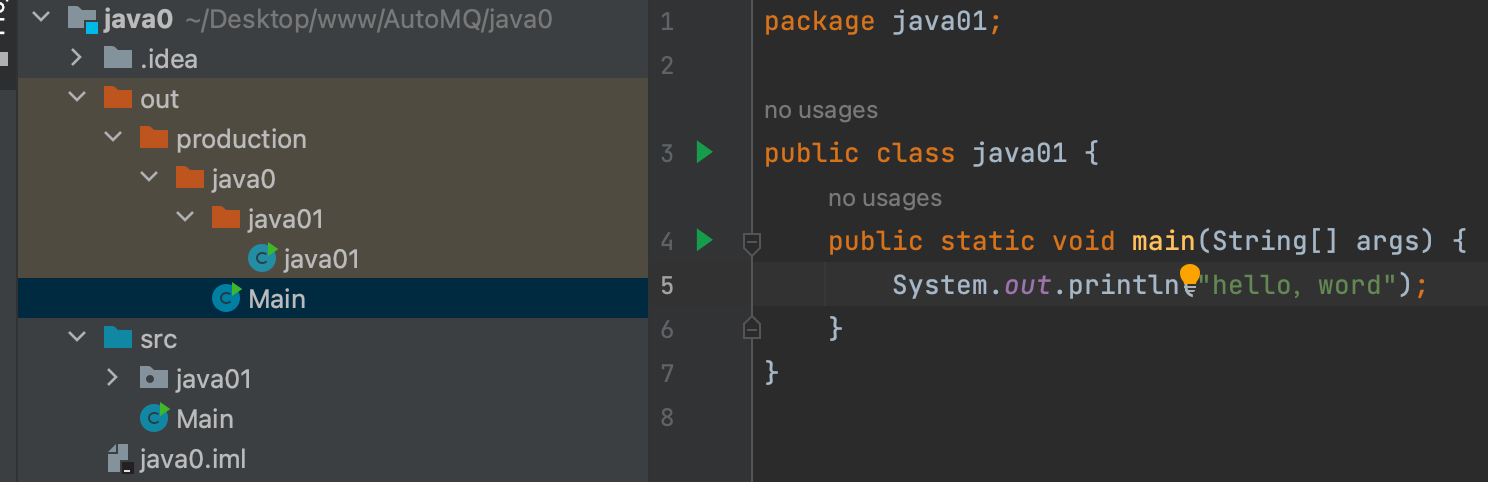 java0 ~/Desktop/www/AutoMQ/java0
.idea
out
production
java0
java01
java01
Main
src
java01
Main
java0.iml
1 package java01;
2
no usages
3 public class java01 {
no usages
4 public static void main(String[] args) {
5 System.out.println("hello, word");
6 }
7 }
8